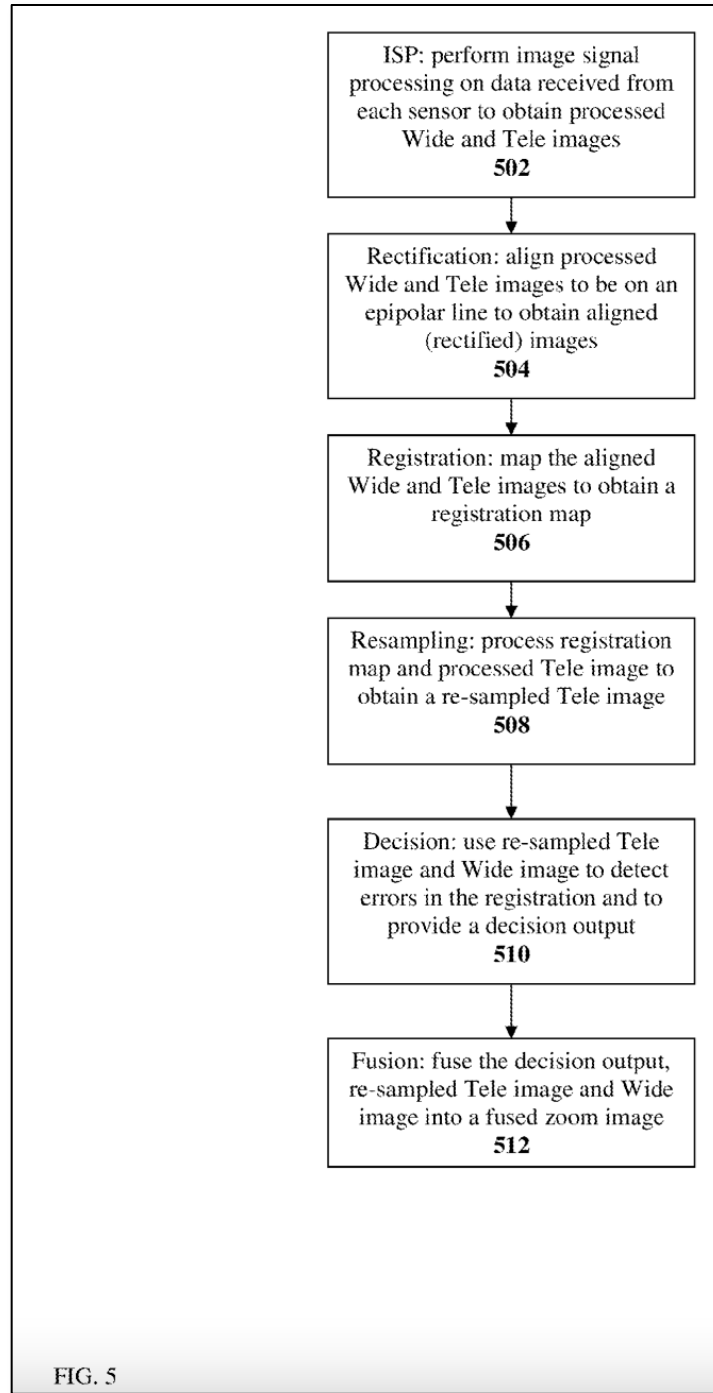 ISP: perform image signal
processing on data received from
each sensor to obtain processed
Wide and Tele images
502
Rectification: align processed
Wide and Tele images to be on an
epipolar line to obtain aligned
(rectified) images
504
Registration: map the aligned
Wide and Tele images to obtain a
registration map
506
Resampling: process registration
map and processed Tele image to
obtain a re-sampled Tele image
508
Decision: use re-sampled Tele
image and Wide image to detect
errors in the registration and to
provide a decision output
510
Fusion: fuse the decision output,
re-sampled Tele image and Wide
image into a fused zoom image
512
FIG. 5